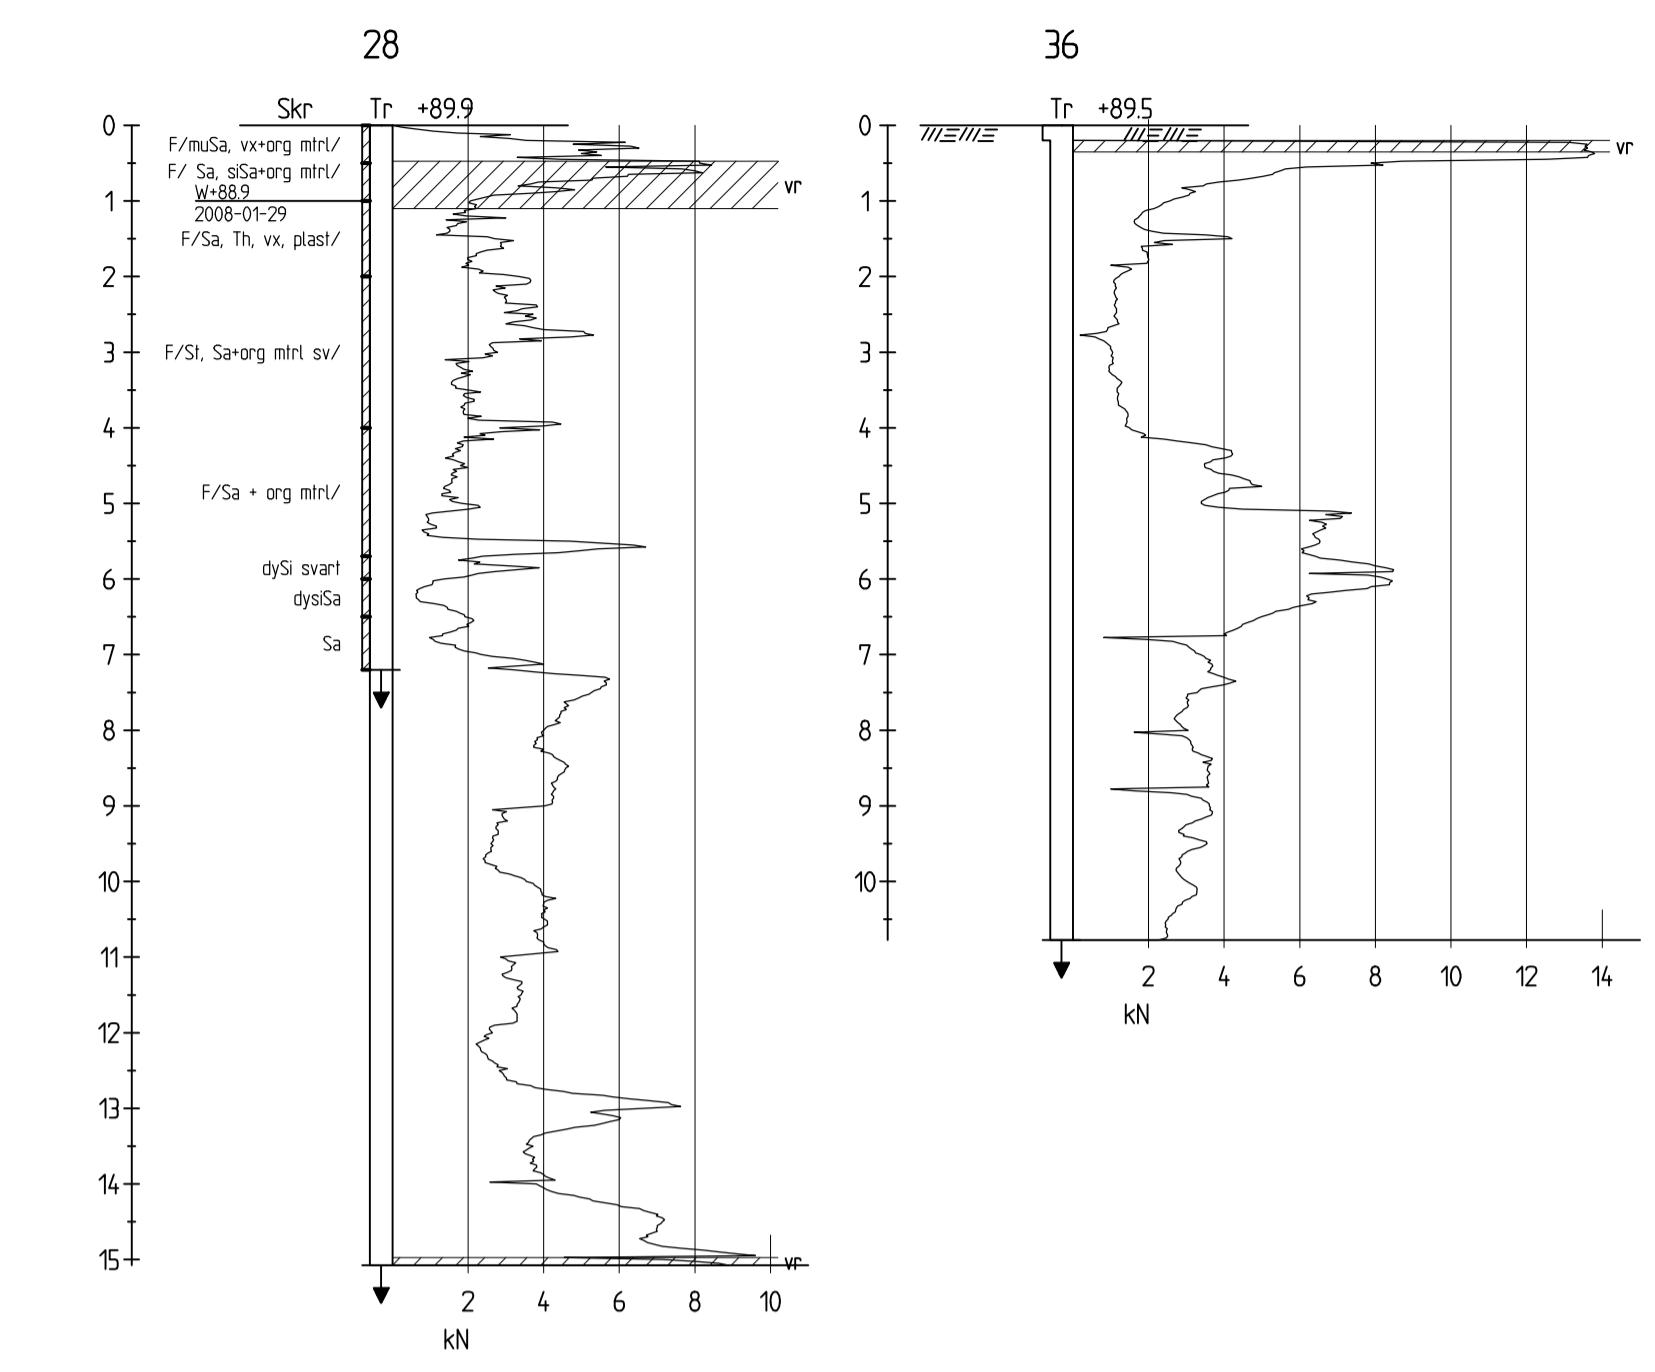 28
36
Skr Tr +89.9
Tr +89.5
0
F/muSa, vx+org mtrl/
F/ Sa, siSa+org mtrl/
W+88.9
vr
1
2008-01-29
F/Sa, Th, vx, plast/
2
3
F/St, Sa+org mtrl sv/
4
F/Sa + org mtrl/
5
dySi svart
6
dysiSa
Sa
7
8
9
10
11
12
13
14
15
vr
2 4 6 8 10
kN
0
vr
1
2
3
4
5
6
7
8
9
10
2 4 6 8 10 12 14
kN